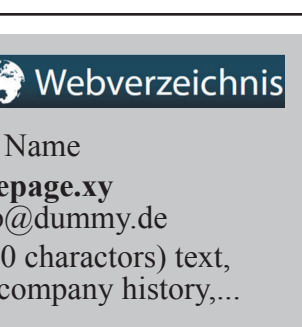 Webverzeichnis
Name
epage.xy
o@dummy.de
0 charactors) text,
company history,...